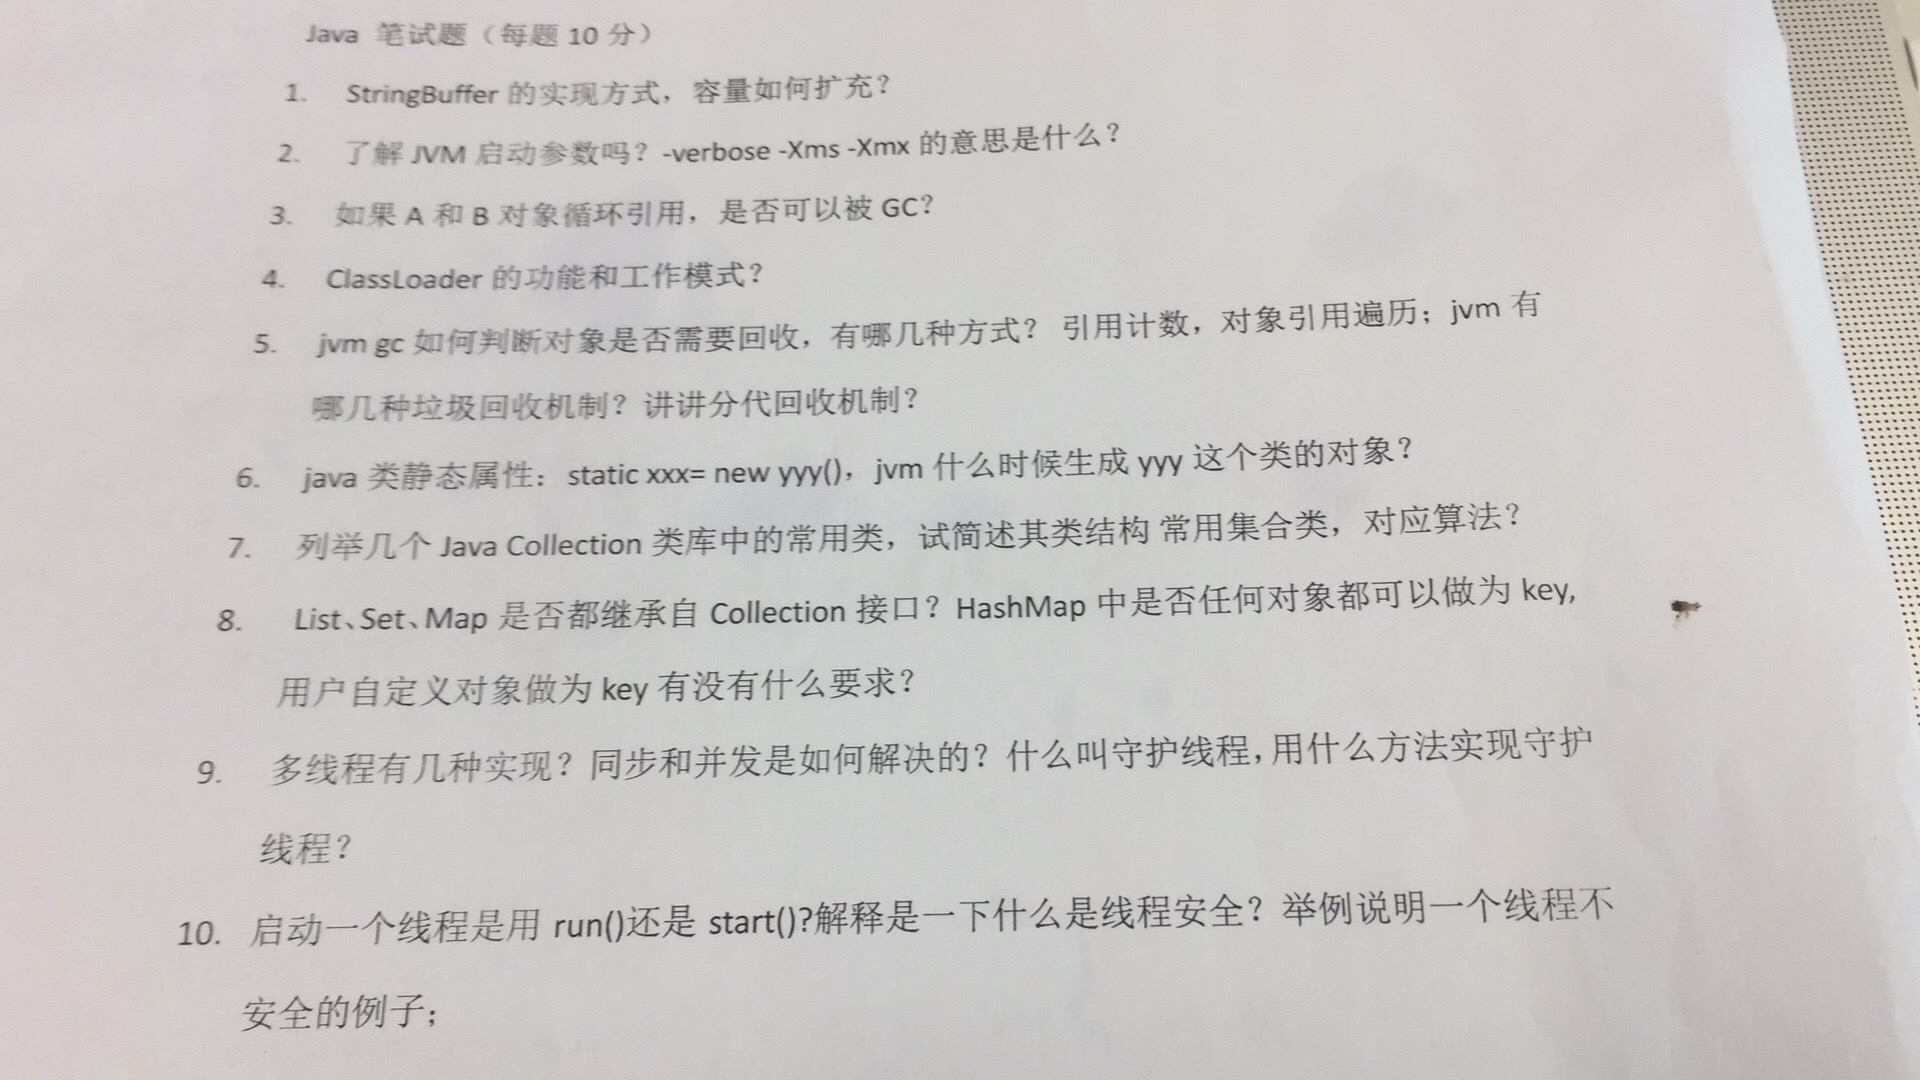 Java 笔试题（每题 10 分）
1. StringBuffer 的实现方式，容量如何扩充？
2. 了解 JVM 启动参数吗？-verbose -Xms -Xmx 的意思是什么？
3. 如果 A 和 B 对象循环引用，是否可以被 GC？
4. ClassLoader 的功能和工作模式？
5. jvm gc 如何判断对象是否需要回收，有哪几种方式？ 引用计数，对象引用遍历；jvm 有
哪几种垃圾回收机制？讲讲分代回收机制？
6. java 类静态属性：static xxx= new yyy()，jvm 什么时候生成 yyy 这个类的对象？
7. 列举几个 Java Collection 类库中的常用类，试简述其类结构 常用集合类，对应算法？
8. List、Set、Map 是否都继承自 Collection 接口？HashMap 中是否任何对象都可以做为 key,
用户自定义对象做为 key 有没有什么要求？
9. 多线程有几种实现？同步和并发是如何解决的？什么叫守护线程,用什么方法实现守护
线程？
10. 启动一个线程是用 run()还是 start()?解释是一下什么是线程安全？举例说明一个线程不
安全的例子；